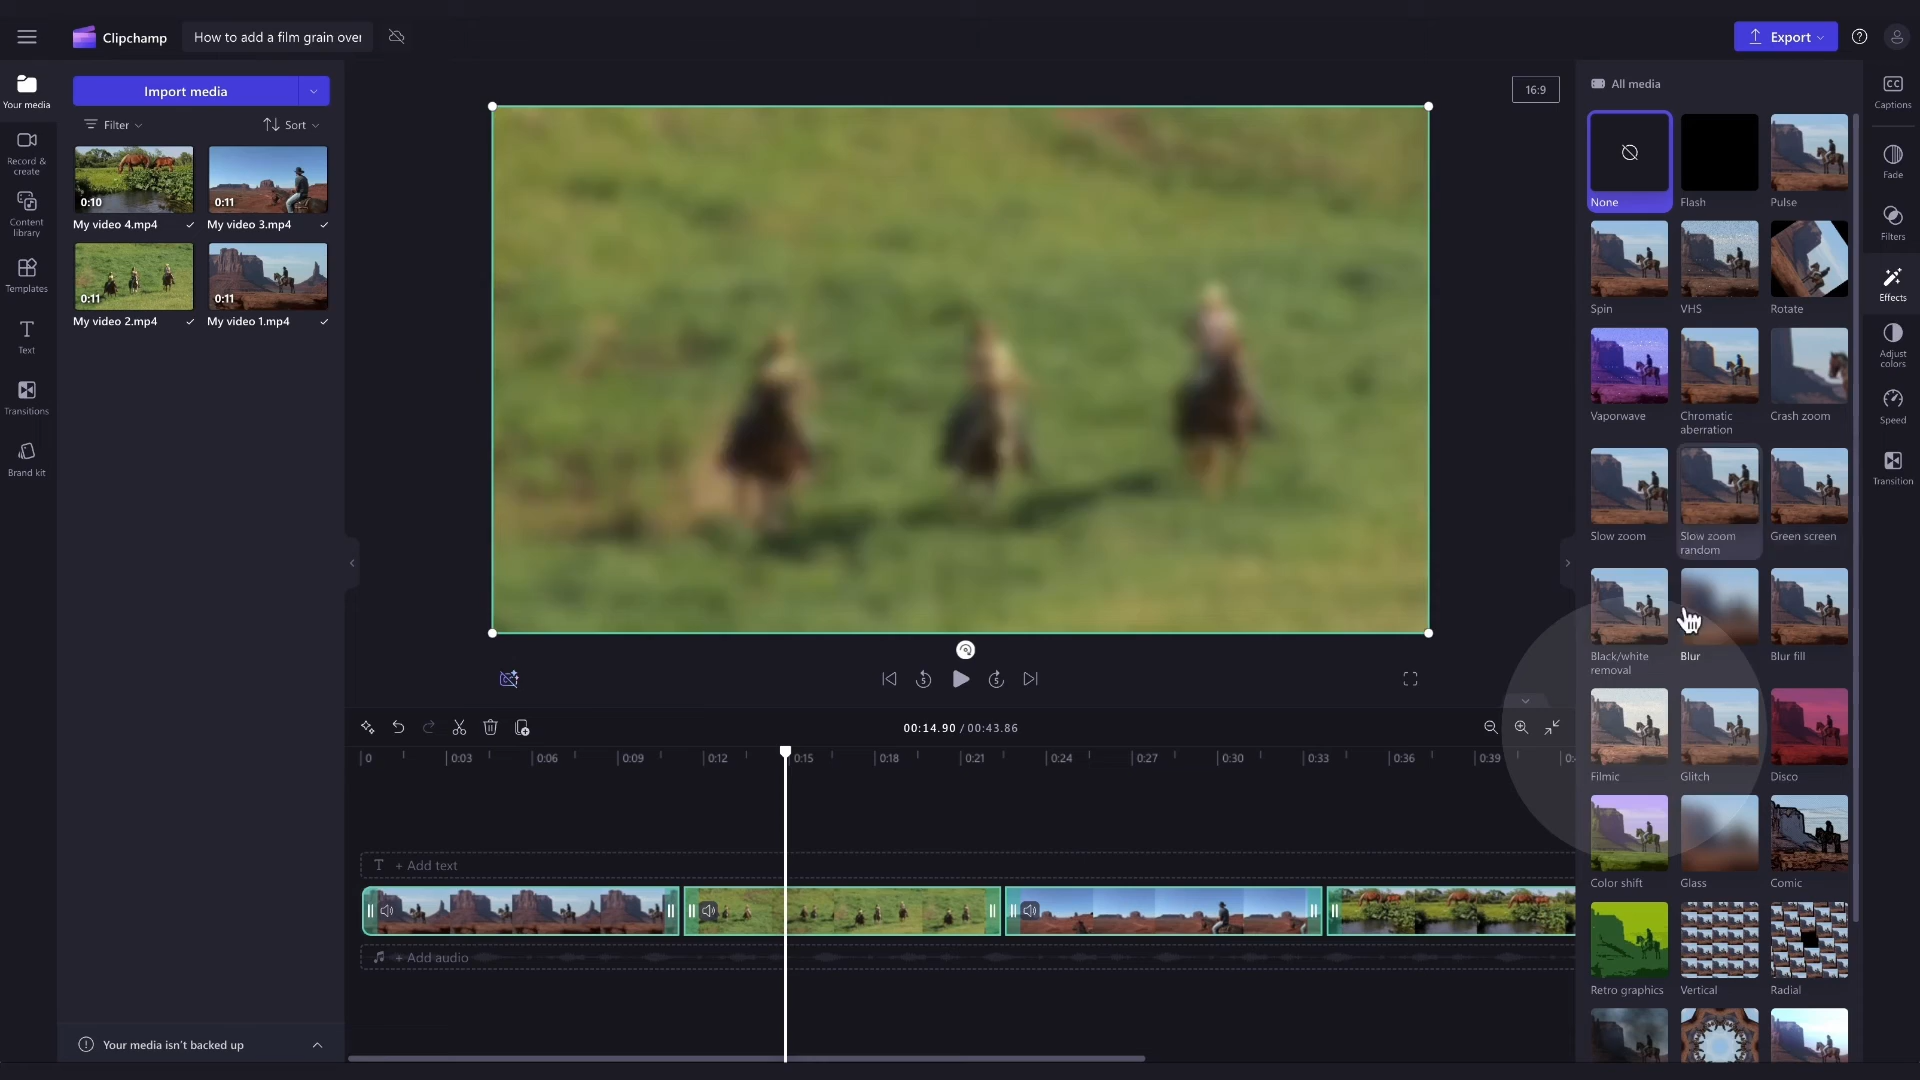 Clipchamp
How to add a film grain over
Export
Your media
Record &
create
Content
library
Templates
Text
Transitions
Brand kit
Import media
Filter
Sort
0:10
0:11
My video 4.mp4
My video 3.mp4
0:11
0:11
My video 2.mp4
My video 1.mp4
Your media isn't backed up
16:9
5
5
00:14.90 / 00:43.86
0
0:03
0:06
0:09
0:12
0:15
0:18
0:21
0:24
0:27
0:30
0:33
0:36
0:39
T + Add text
+ Add audio
All media
None
Flash
Pulse
Spin
VHS
Rotate
Vaporwave
Chromatic
aberration
Crash zoom
Slow zoom
Slow zoom
random
Green screen
Black/white
removal
Blur
Blur fill
Filmic
Glitch
Disco
Color shift
Glass
Comic
Retro graphics
Vertical
Radial
CC
Captions
Fade
Filters
Effects
Adjust
colors
Speed
Transition